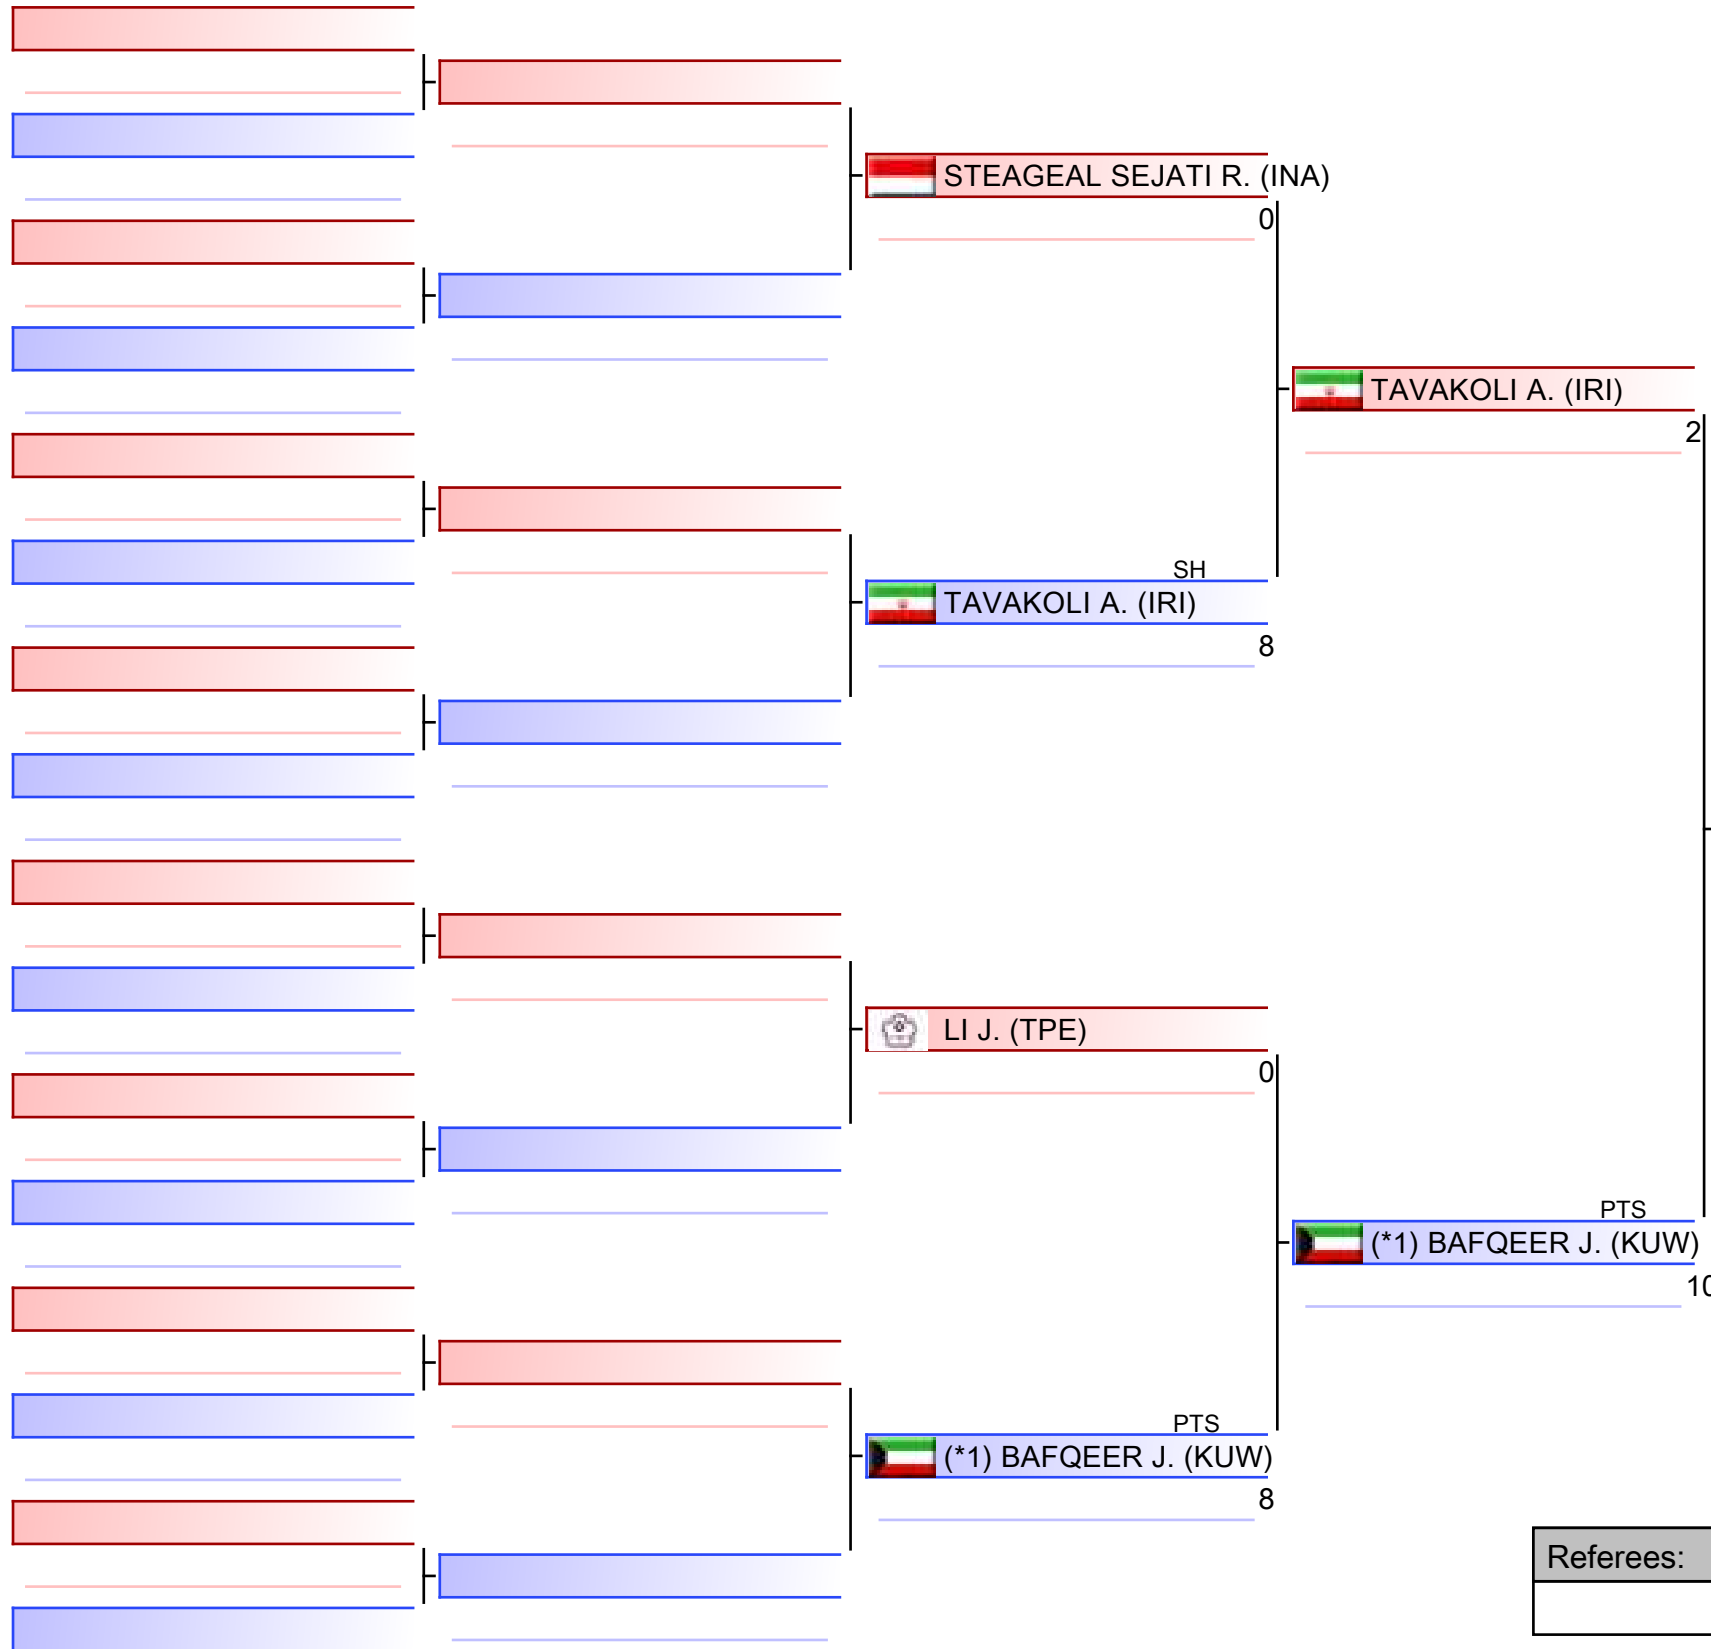 STEAGEAL SEJATI R. (INA)
0
TAVAKOLI A. (IRI)
2
SH
TAVAKOLI A. (IRI)
8
LI J. (TPE)
0
PTS
(*1) BAFQEER J. (KUW)
10
PTS
(*1) BAFQEER J. (KUW)
8
Referees: